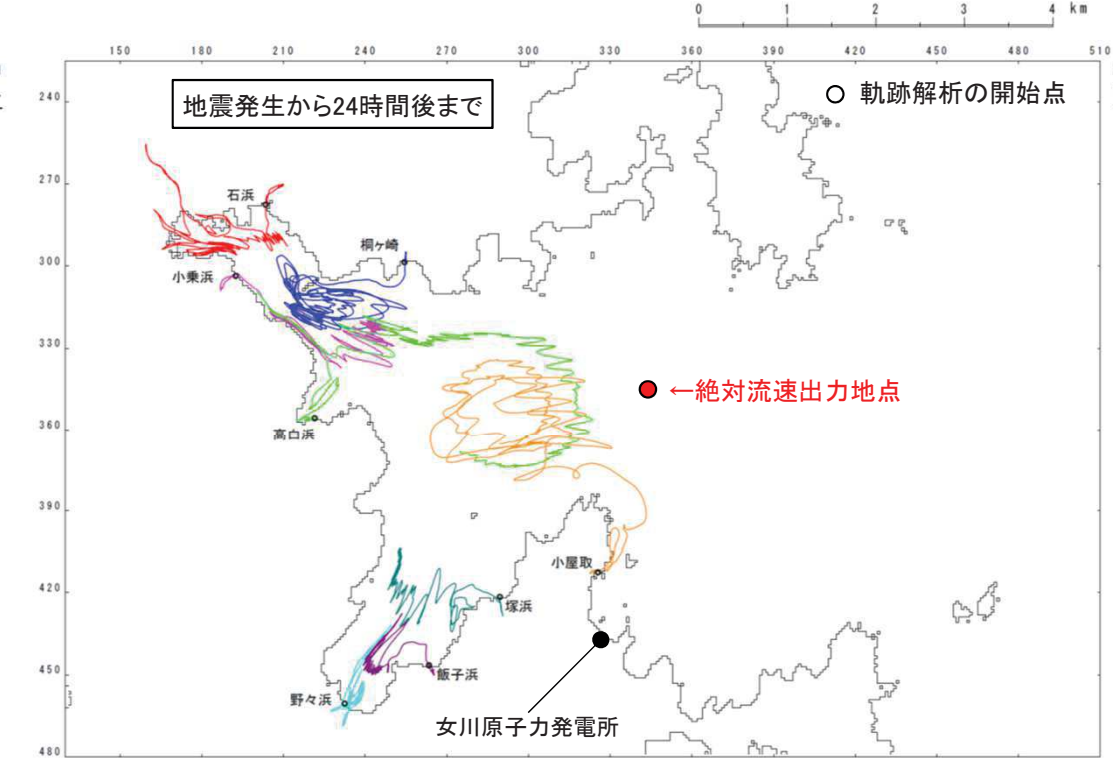 0 1 2 3 4 km
150 180 210 240 270 300 330 360 390 420 450 480 510
240
地震発生から24時間後まで
軌跡解析の開始点
270
石浜
300
桐ヶ崎
小乗浜
330
←絶対流速出力地点
360
高白浜
390
小屋取
420
塚浜
450
飯子浜
野々浜
女川原子力発電所
480